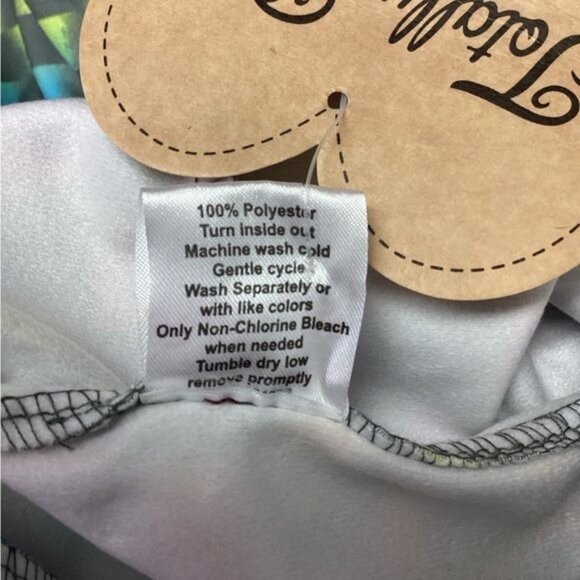 Totally
100% Polyester
Turn inside out
Machine wash cold
Gentle cycle
Wash Separately or
with like colors
Only Non-Chlorine Bleach
when needed
Tumble dry low
remove promptly